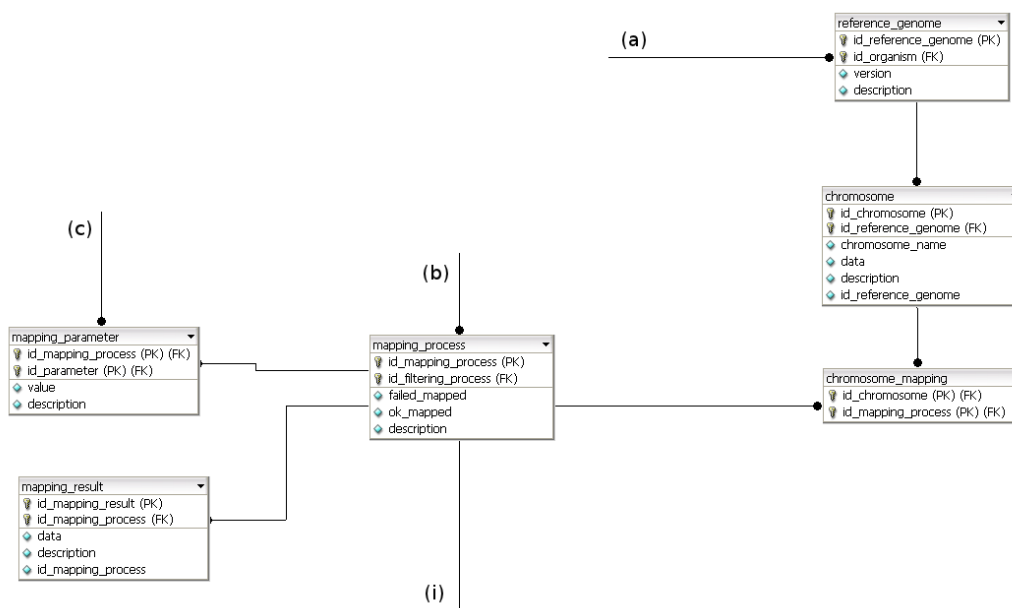 reference_genome
id_reference_genome (PK)
id_organism (FK)
version
description
(a)
chromosome
id_chromosome (PK)
id_reference_genome (FK)
chromosome_name
data
description
id_reference_genome
(c)
(b)
mapping_parameter
id_mapping_process (PK) (FK)
id_parameter (PK) (FK)
value
description
mapping_process
id_mapping_process (PK)
id_filtering_process (FK)
failed_mapped
ok_mapped
description
chromosome_mapping
id_chromosome (PK) (FK)
id_mapping_process (PK) (FK)
mapping_result
id_mapping_result (PK)
id_mapping_process (FK)
data
description
id_mapping_process
(i)